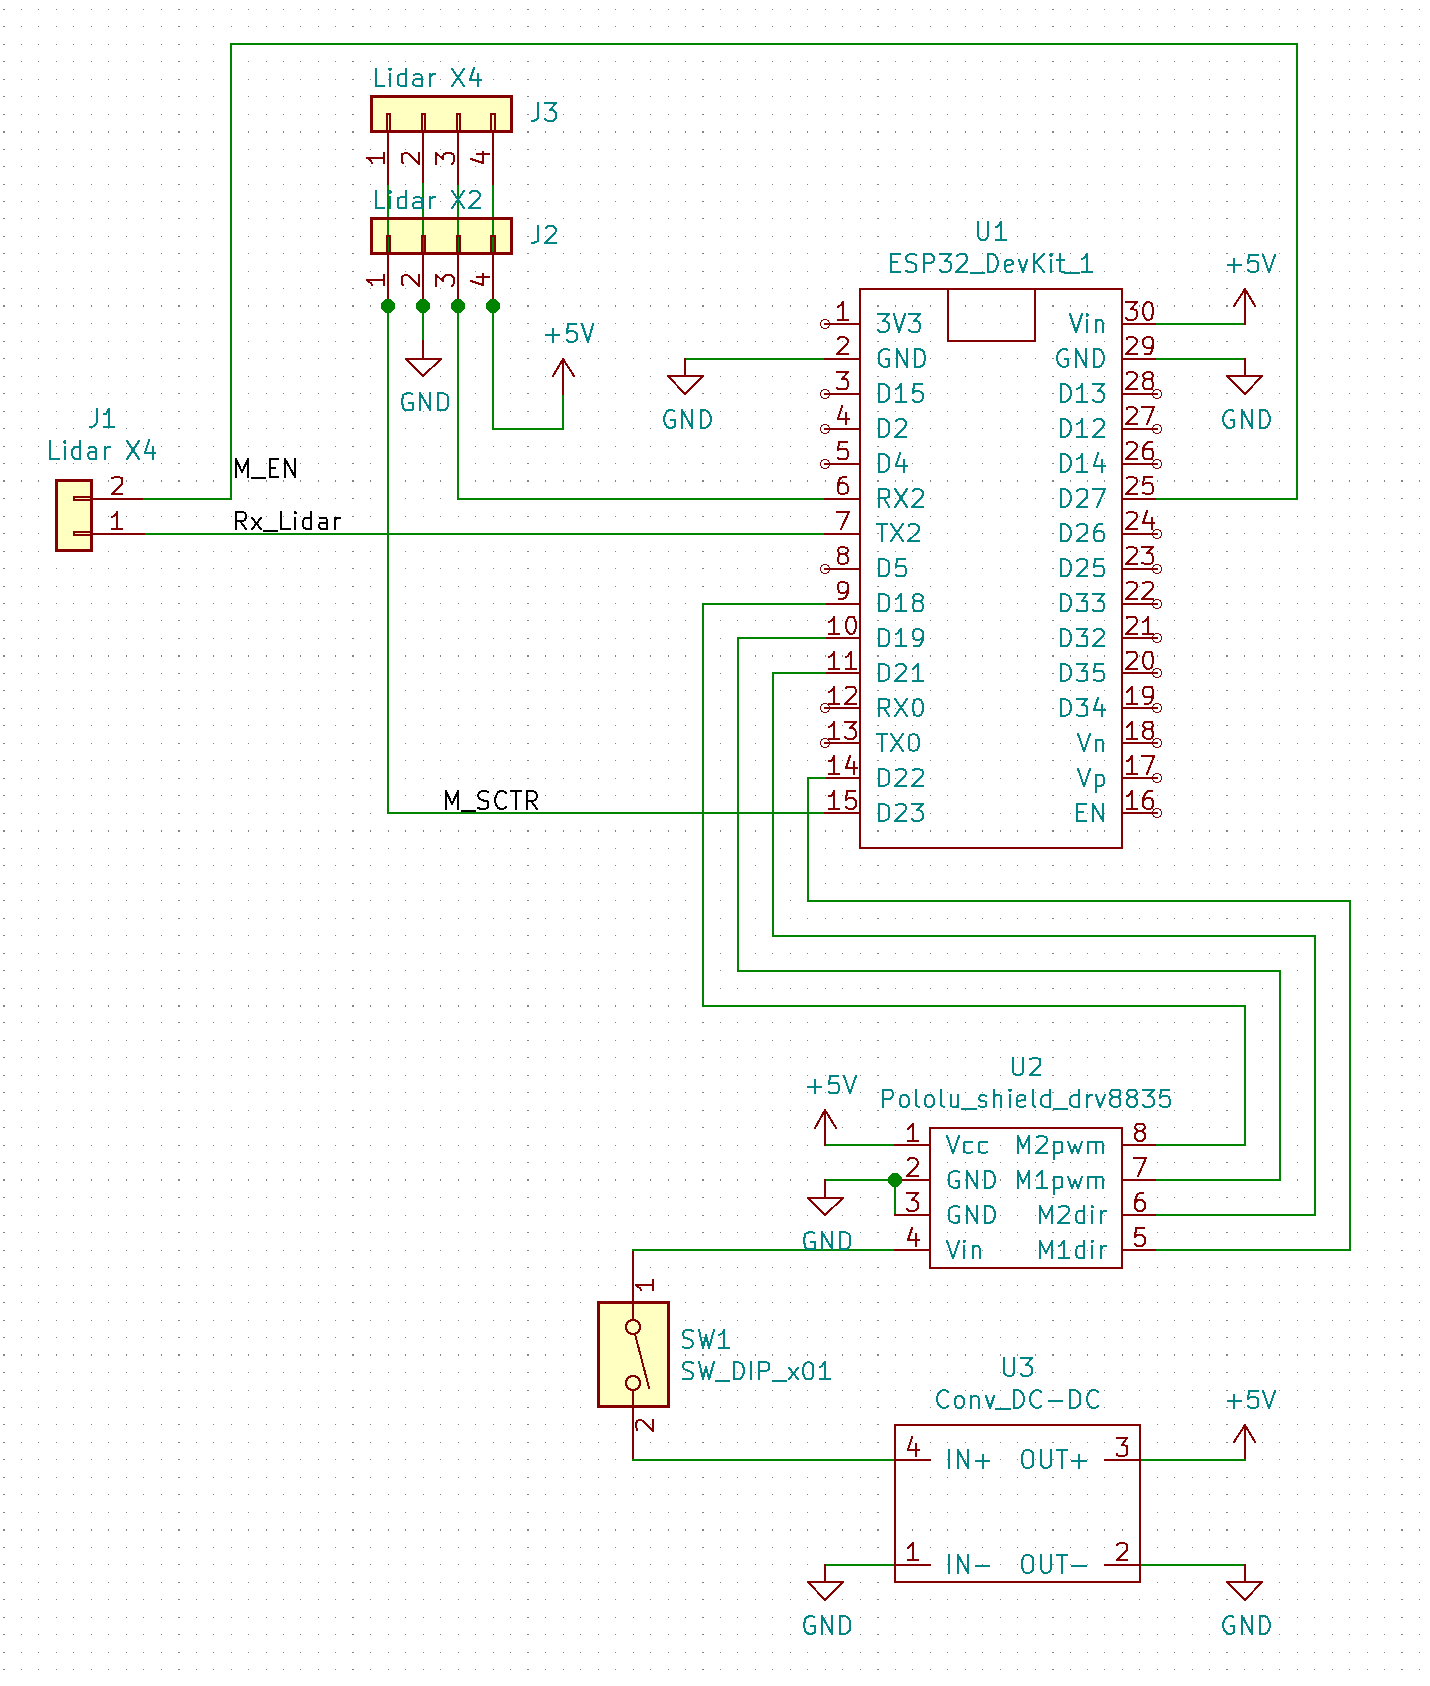 Lidar X4
J3
1 2 3 4
Lidar X2
J2
1 2 3 4
+5V
GND
J1
Lidar X4
2
1
M_EN
Rx_Lidar
M_SCTR
U1
ESP32_DevKit_1
1 3V3 Vin 30
2 GND GND 29
3 D15 D13 28
4 D2 D12 27
5 D4 D14 26
6 RX2 D27 25
7 TX2 D26 24
8 D5 D25 23
9 D18 D33 22
10 D19 D32 21
11 D21 D35 20
12 RX0 D34 19
13 TX0 Vn 18
14 D22 Vp 17
15 D23 EN 16
GND
+5V
GND
U2
Pololu_shield_drv8835
+5V
1 Vcc M2pwm 8
2 GND M1pwm 7
3 GND M2dir 6
4 Vin M1dir 5
GND
1
SW1
SW_DIP_x01
2
U3
Conv_DC-DC
+5V
4 IN+ OUT+ 3
1 IN- OUT- 2
GND
GND